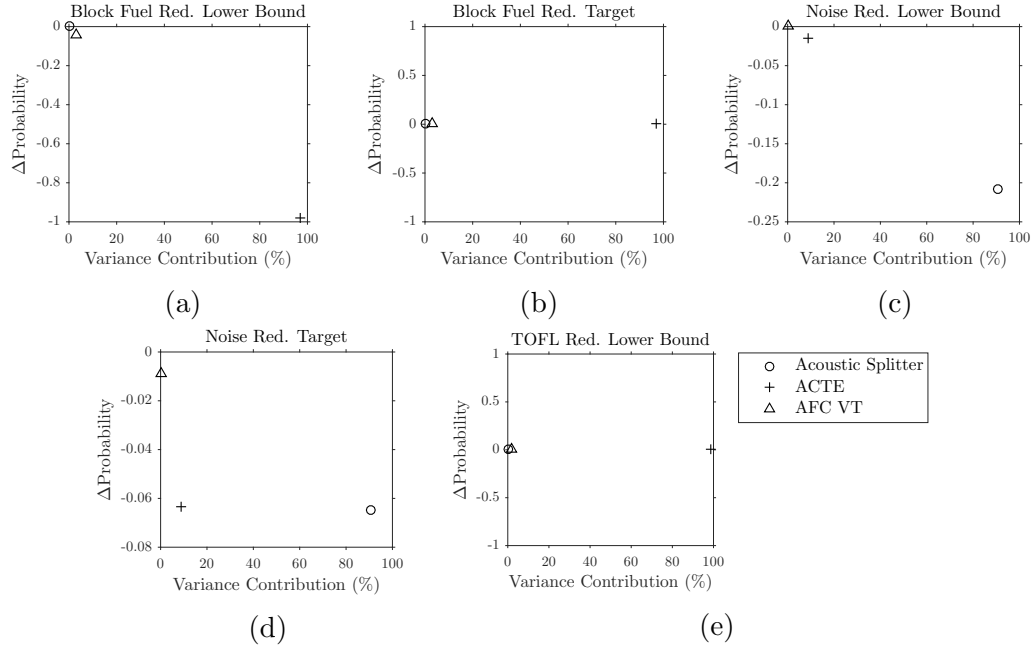 Block Fuel Red. Lower Bound
0
-0.2
-0.4
-0.6
-0.8
-1
ΔProbability
0 20 40 60 80 100
Variance Contribution (%)
(a)
Block Fuel Red. Target
1
0.5
0
-0.5
-1
ΔProbability
0 20 40 60 80 100
Variance Contribution (%)
(b)
Noise Red. Lower Bound
0
-0.05
-0.1
-0.15
-0.2
-0.25
ΔProbability
0 20 40 60 80 100
Variance Contribution (%)
(c)
Noise Red. Target
0
-0.02
-0.04
-0.06
-0.08
ΔProbability
0 20 40 60 80 100
Variance Contribution (%)
(d)
TOFL Red. Lower Bound
1
0.5
0
-0.5
-1
ΔProbability
0 20 40 60 80 100
Variance Contribution (%)
(e)
Acoustic Splitter
ACTE
AFC VT